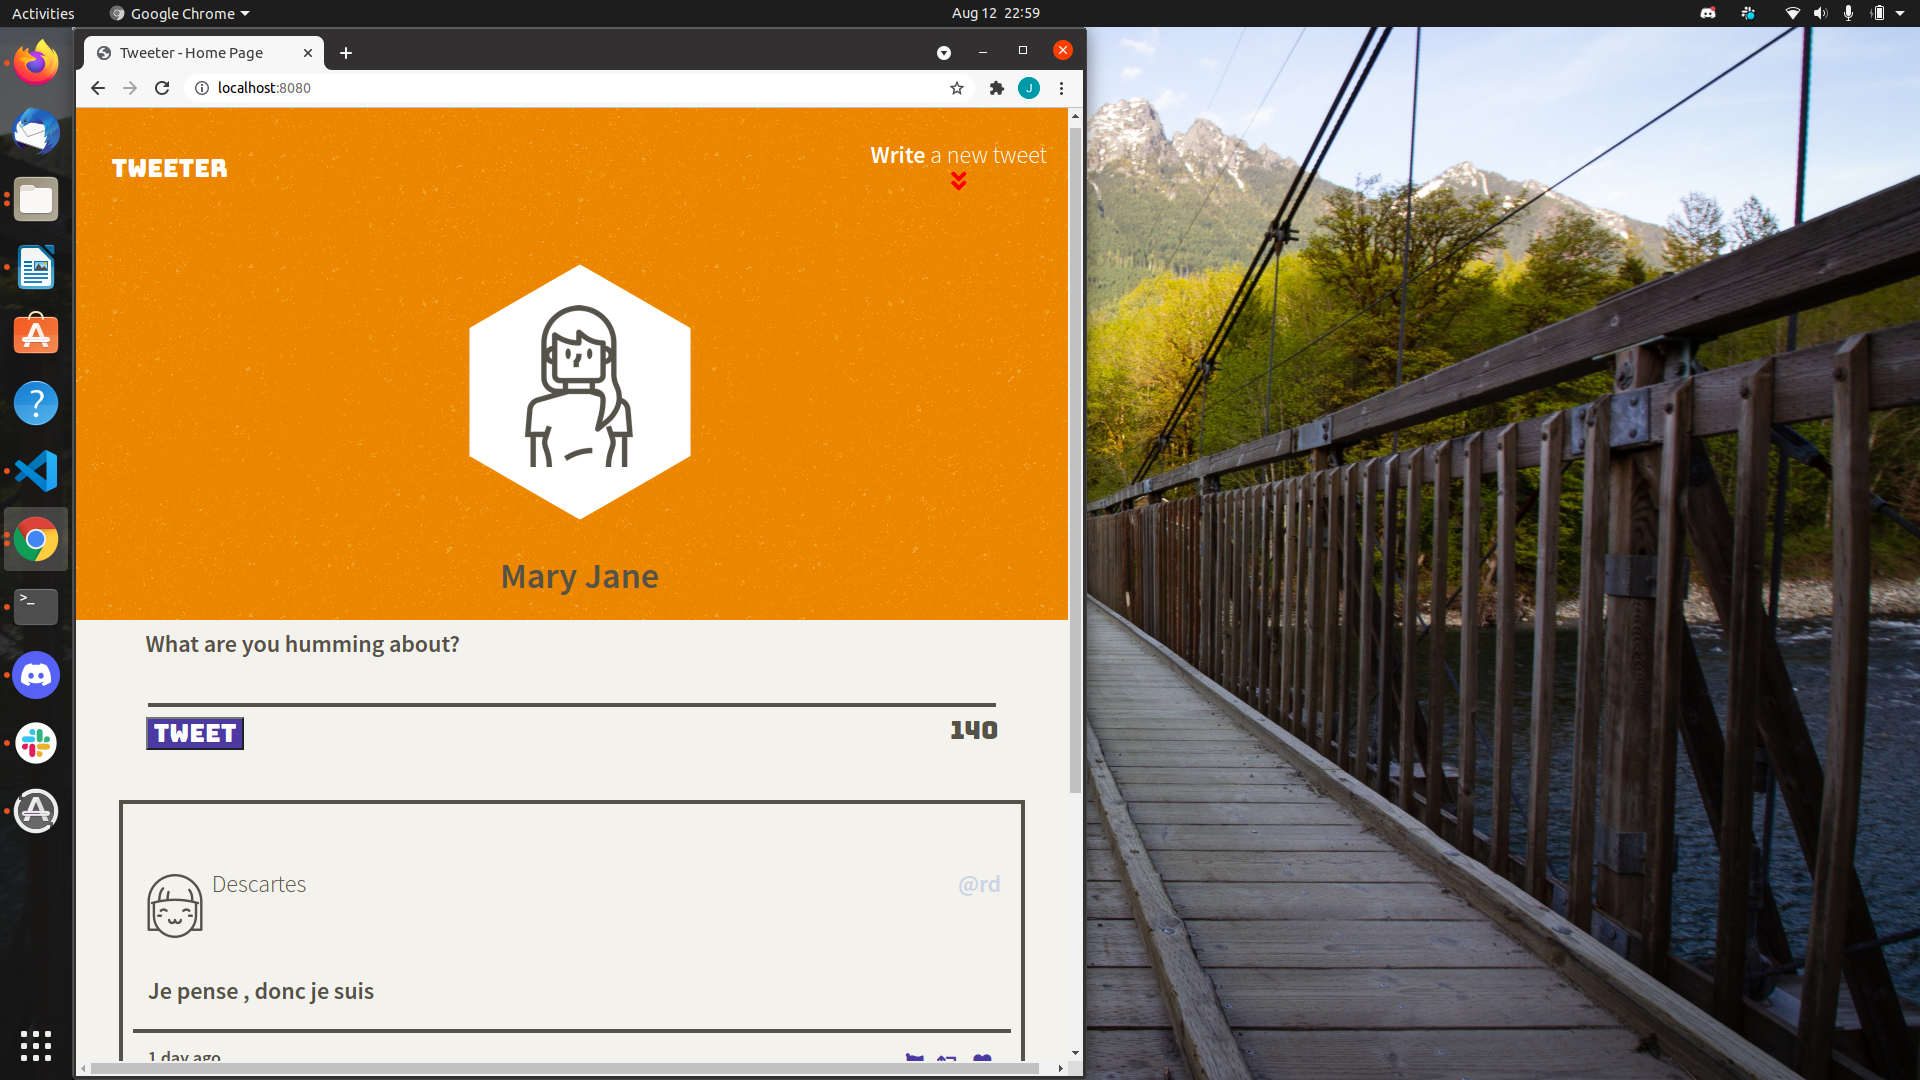 Activities
Google Chrome
Aug 12 22:59
Tweeter - Home Page
localhost:8080
J
TWEETER
Write a new tweet
Mary Jane
What are you humming about?
TWEET
140
Descartes
@rd
Je pense , donc je suis
1 day ago